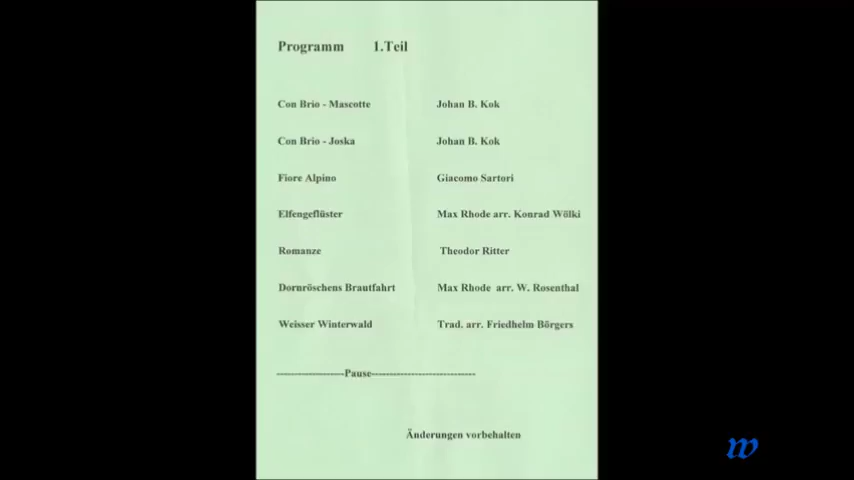 Programm 1.Teil
Con Brio - Mascotte Johan B. Kok
Con Brio - Joska Johan B. Kok
Fiore Alpino Giacomo Sartori
Elfengeflüster Max Rhode arr. Konrad Wölki
Romanze Theodor Ritter
Dornröschens Brautfahrt Max Rhode arr. W. Rosenthal
Weisser Winterwald Trad. arr. Friedhelm Börgers
-------------------Pause-----------------------------
Änderungen vorbehalten
w